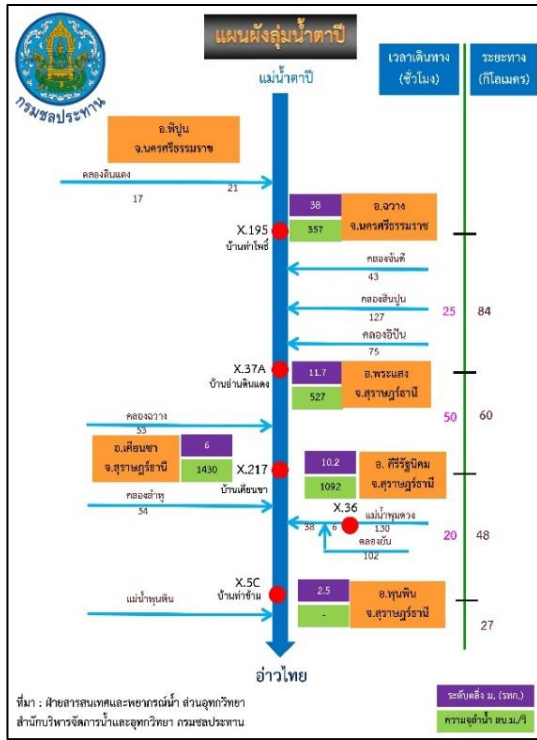 แผนผังลุ่มน้ำตาปี
แม่น้ำตาปี
เวลาเดินทาง
(ชั่วโมง)
ระยะทาง
(กิโลเมตร)
กรมชลประทาน
อ.พิปูน
จ.นครศรีธรรมราช
คลองดินแดง
17
21
X.195
บ้านท่าโพธิ์
38
357
อ.ฉวาง
จ.นครศรีธรรมราช
คลองจันดี
43
คลองสินปุน
127
25
84
คลองอิปัน
75
X.37A
บ้านย่านดินแดง
11.7
527
อ.พระแสง
จ.สุราษฎร์ธานี
คลองฉวาง
53
50
60
อ.เคียนซา
จ.สุราษฎร์ธานี
6
1430
X.217
บ้านเคียนซา
10.2
1092
อ. คีรีรัฐนิคม
จ.สุราษฎร์ธานี
คลองลำพู
54
X.36
แม่น้ำพุมดวง
38
6
130
คลองยัน
102
20
48
X.5C
บ้านท่าข้าม
2.5
-
อ.พุนพิน
จ.สุราษฎร์ธานี
แม่น้ำพุนพิน
27
อ่าวไทย
ที่มา : ฝ่ายสารสนเทศและพยากรณ์น้ำ ส่วนอุทกวิทยา
สำนักบริหารจัดการน้ำและอุทกวิทยา กรมชลประทาน
ระดับตลิ่ง ม. (รทก.)
ความจุลำน้ำ ลบ.ม./วิ